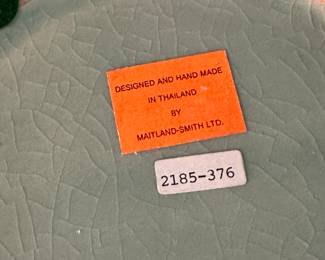 DESIGNED AND HAND MADE
IN THAILAND
BY
MAITLAND-SMITH LTD.
2185-376